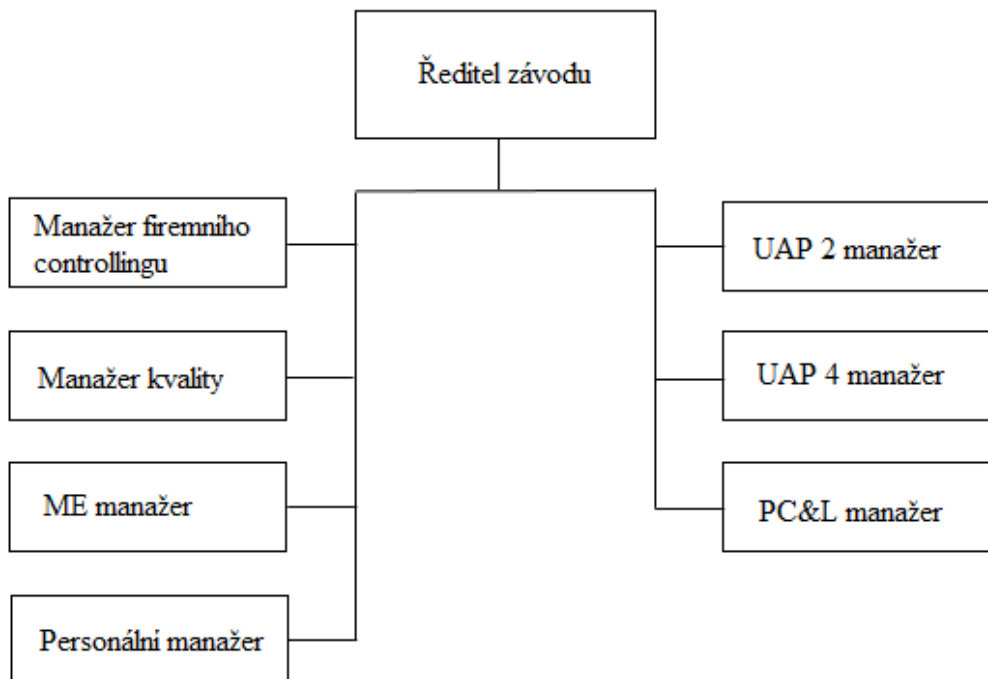 Ředitel závodu
Manažer firemního
controllingu
Manažer kvality
ME manažer
Personální manažer
UAP 2 manažer
UAP 4 manažer
PC&L manažer